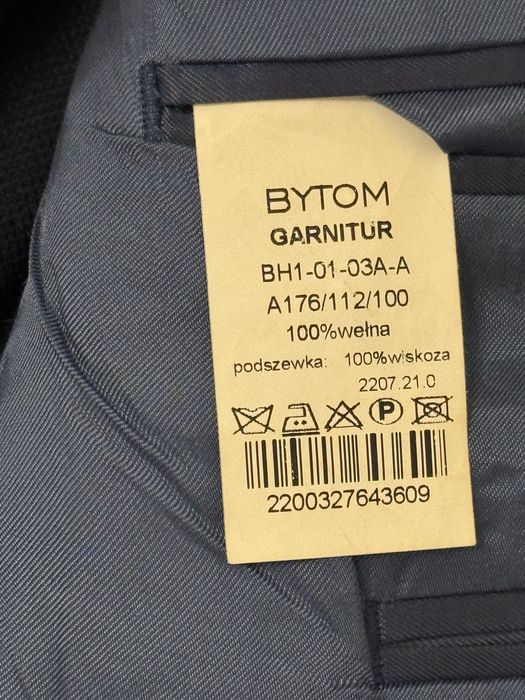 BYTOM
GARNITUR
BH1-01-03A-A
A176/112/100
100%wełna
podszewka: 100%wiskoza
2207.21.0
P
2200327643609